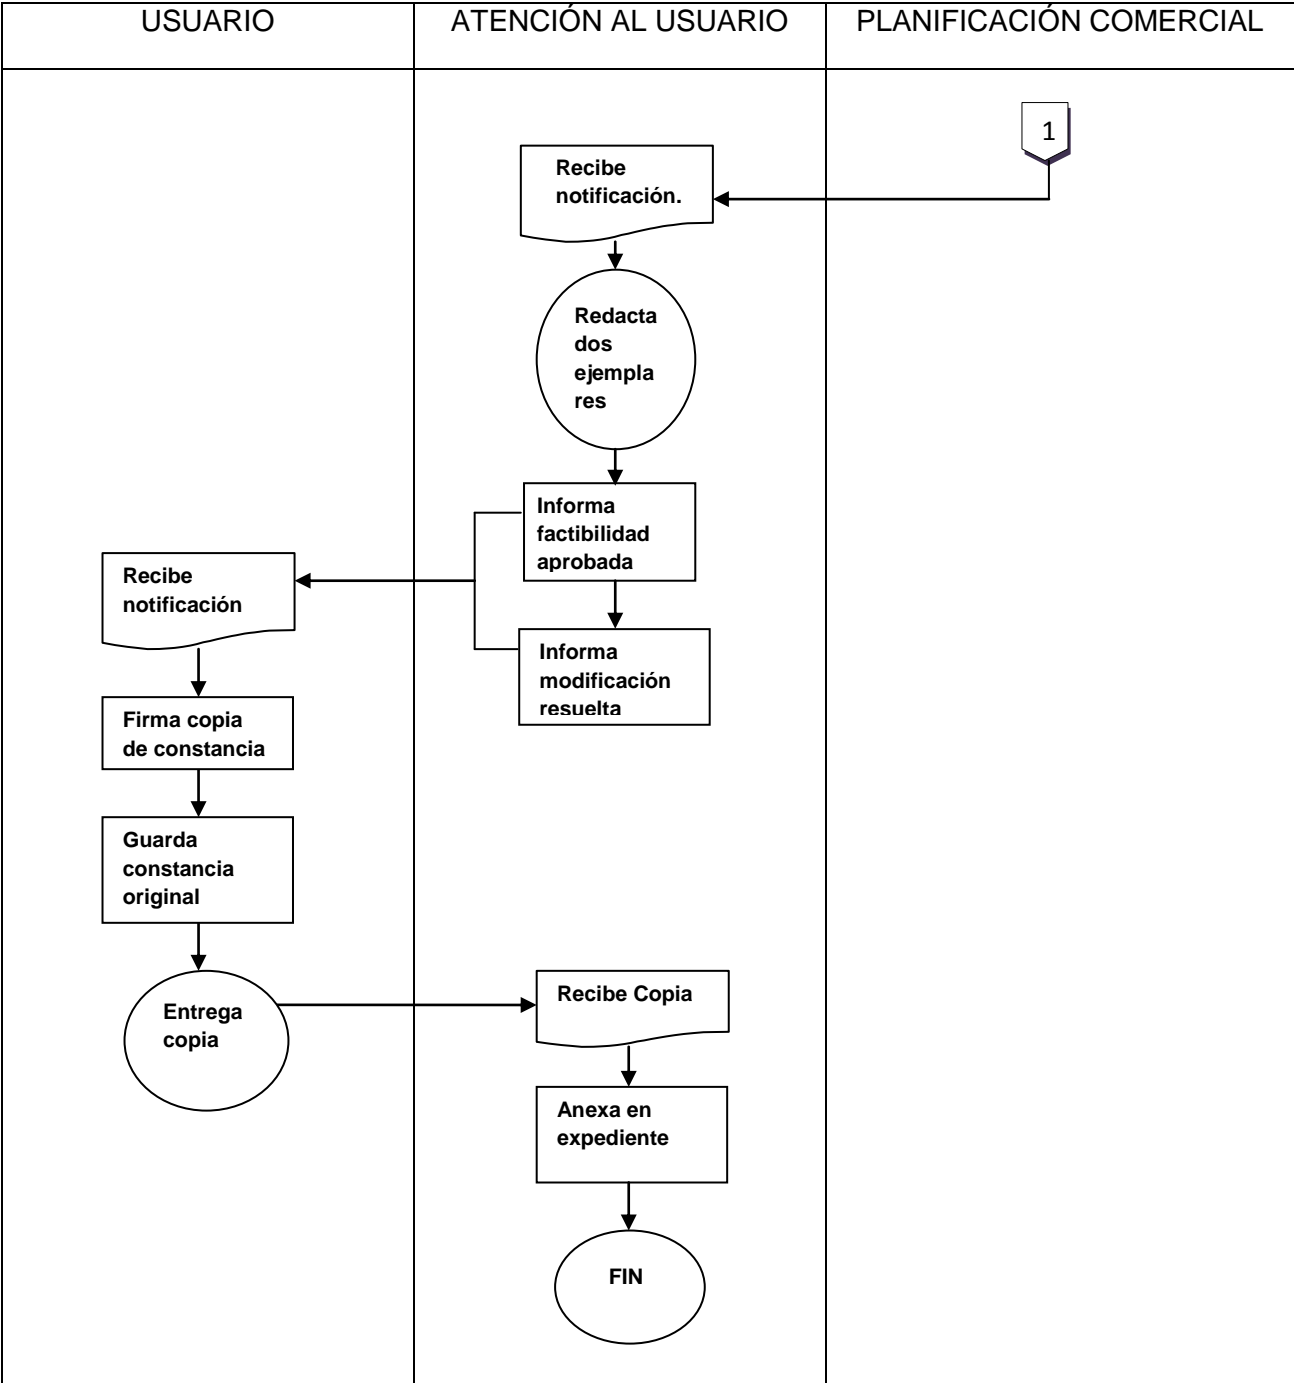 USUARIO
ATENCIÓN AL USUARIO
PLANIFICACIÓN COMERCIAL
1
Recibe
notificación.
Redacta
dos
ejempla
res
Informa
factibilidad
aprobada
Recibe
notificación
Informa
modificación
resuelta
Firma copia
de constancia
Guarda
constancia
original
Entrega
copia
Recibe Copia
Anexa en
expediente
FIN